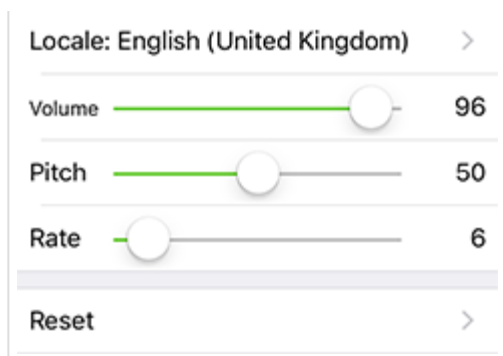 Locale: English (United Kingdom)
Volume 96
Pitch 50
Rate 6
Reset